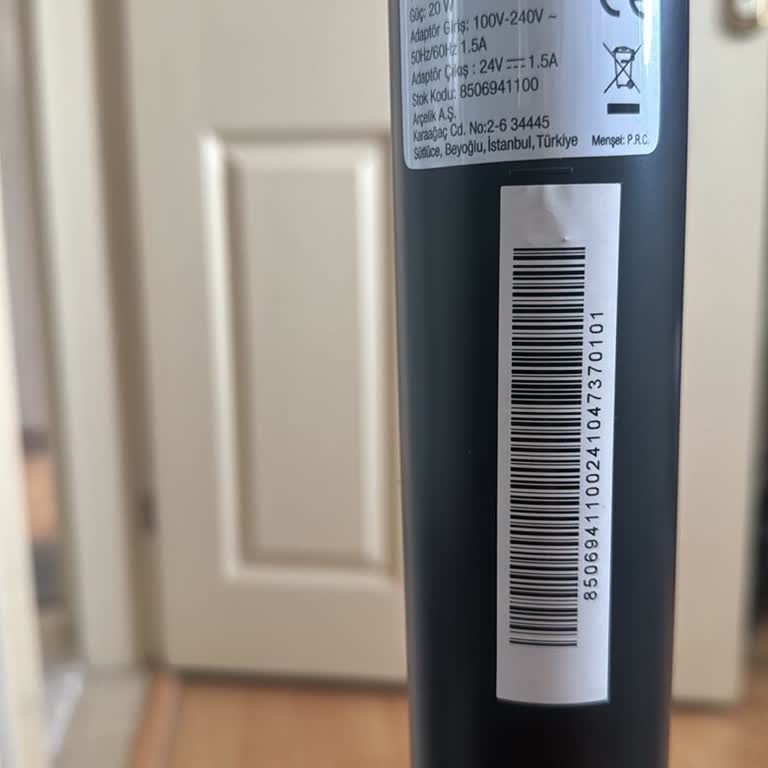 Güç: 20 W
Adaptör Giriş: 100V-240V ~
50Hz/60Hz 1.5A
Adaptör Çıkış : 24V 1.5A
Stok Kodu: 8506941100
Arçelik A.Ş.
Karaağaç Cd. No:2-6 34445
Sütlüce, Beyoğlu, İstanbul, Türkiye
Menşei: P.R.C.
CE
8506941100241047370101